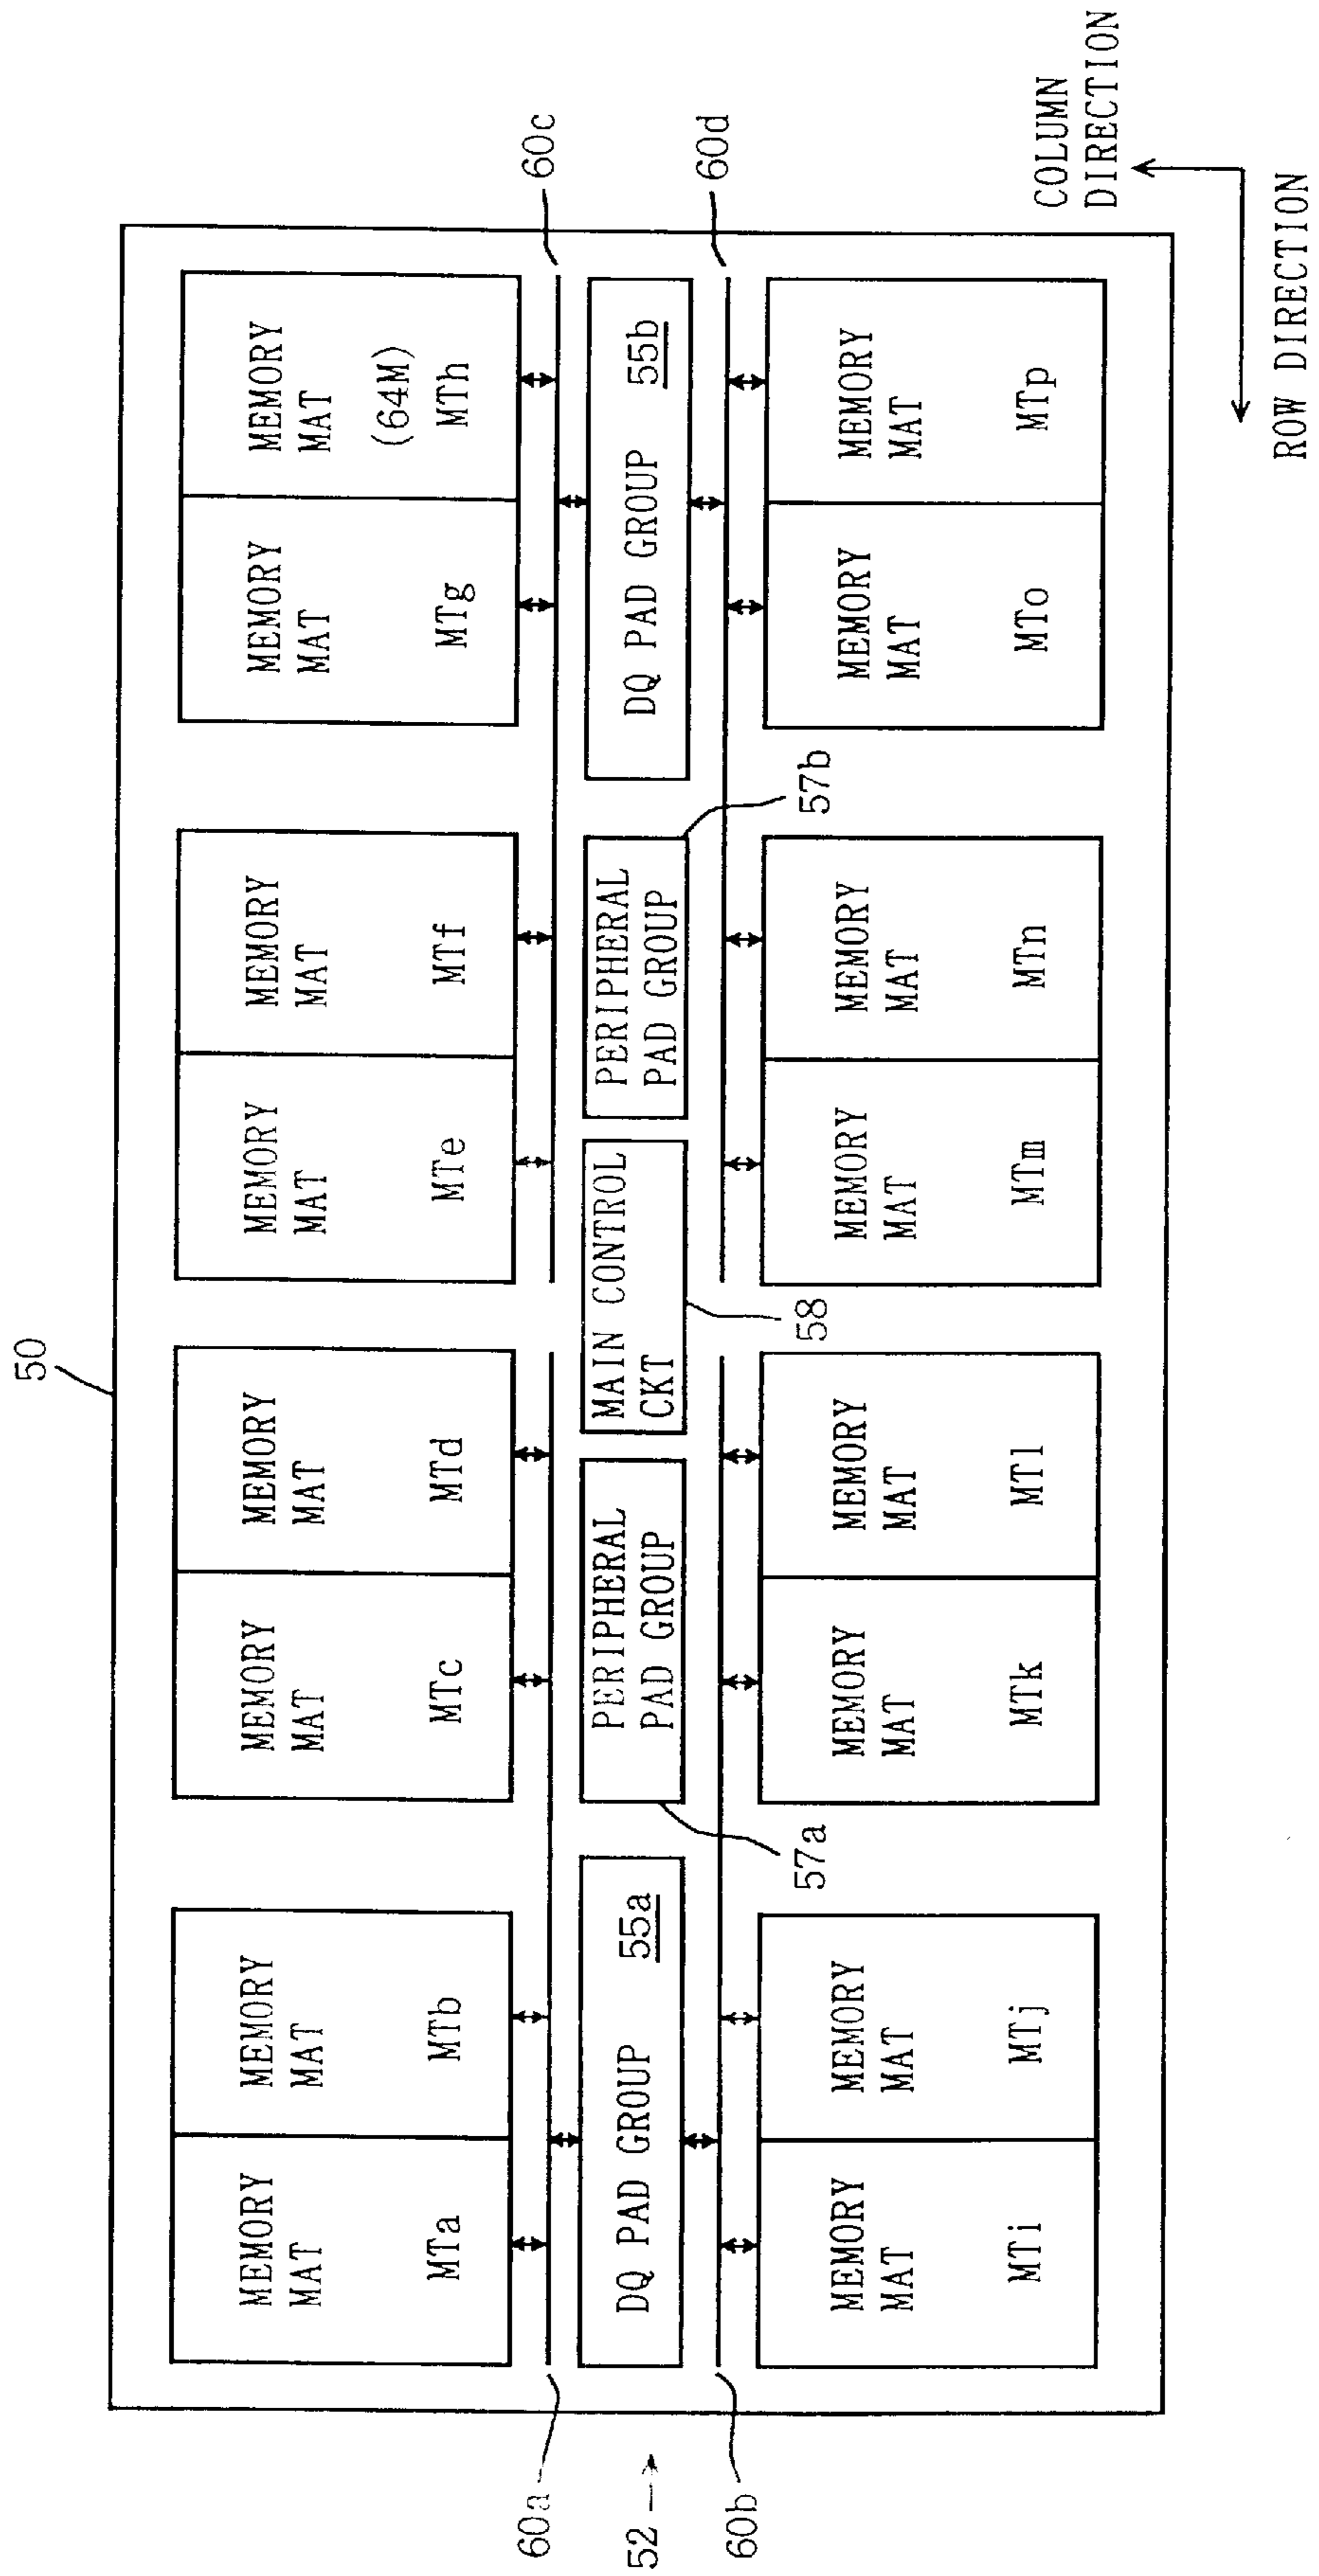 50
MEMORY
MAT
MTa
MEMORY
MAT
MTb
MEMORY
MAT
MTc
MEMORY
MAT
MTd
MEMORY
MAT
MTe
MEMORY
MAT
MTf
MEMORY
MAT
MTg
MEMORY
MAT
(64M)
MTh
60a
60c
52
DQ PAD GROUP 55a
PERIPHERAL
PAD GROUP
MAIN CONTROL
CKT
PERIPHERAL
PAD GROUP
DQ PAD GROUP 55b
60b
57a
58
57b
60d
MEMORY
MAT
MTi
MEMORY
MAT
MTj
MEMORY
MAT
MTk
MEMORY
MAT
MTl
MEMORY
MAT
MTm
MEMORY
MAT
MTn
MEMORY
MAT
MTo
MEMORY
MAT
MTp
COLUMN
DIRECTION
ROW DIRECTION